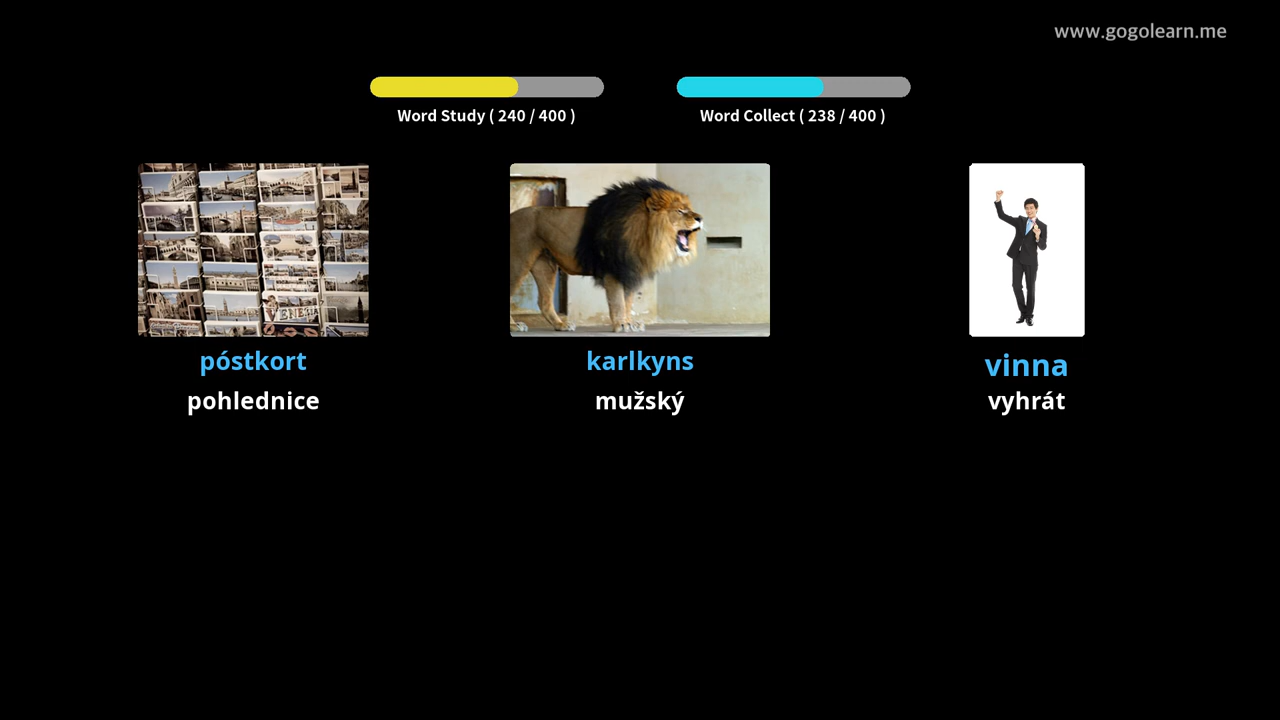 www.gogolearn.me
Word Study ( 240 / 400 )
Word Collect ( 238 / 400 )
póstkort
karlkyns
vinna
pohlednice
mužský
vyhrát